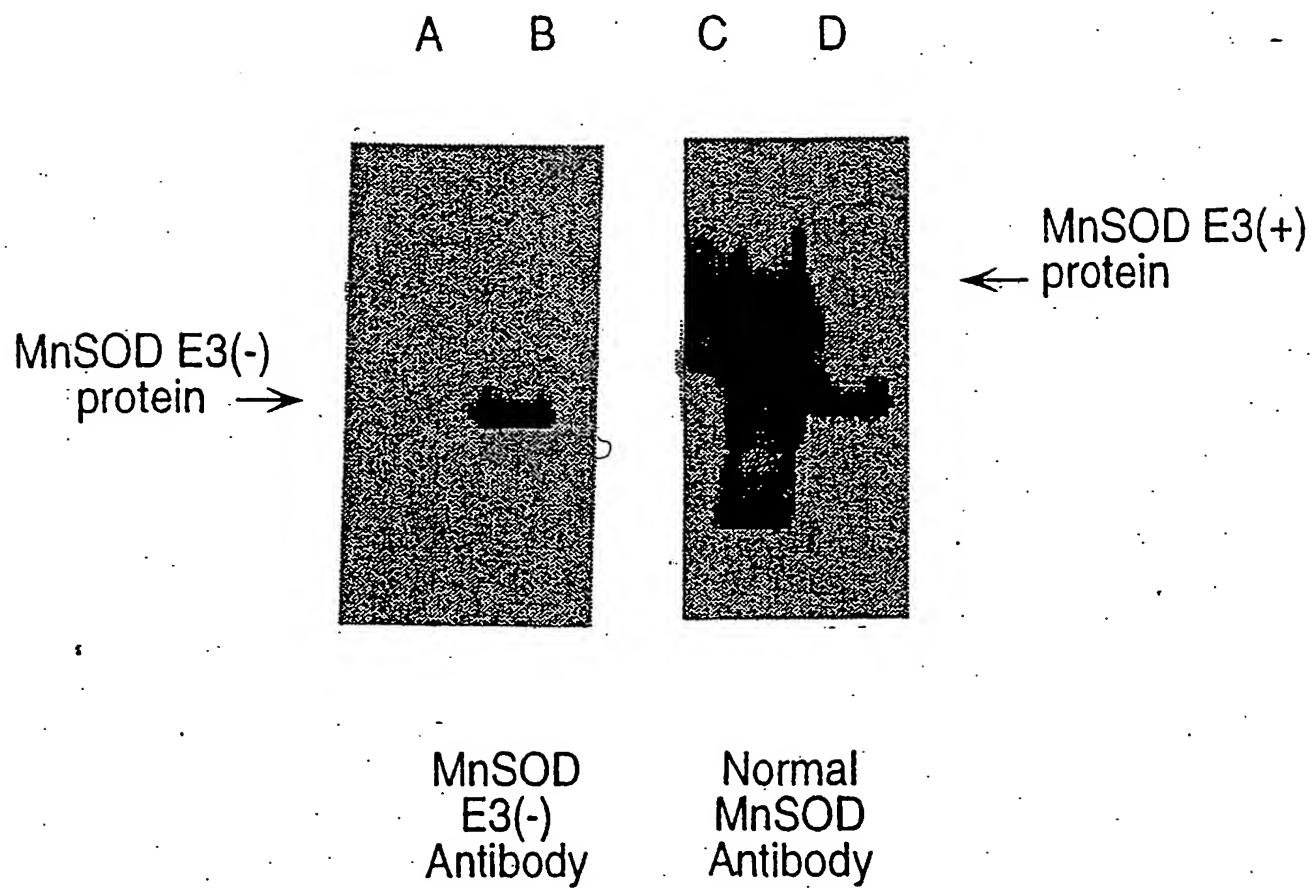 A B C D
MnSOD E3(+)
protein
MnSOD E3(-)
protein
MnSOD
E3(-)
Antibody
Normal
MnSOD
Antibody